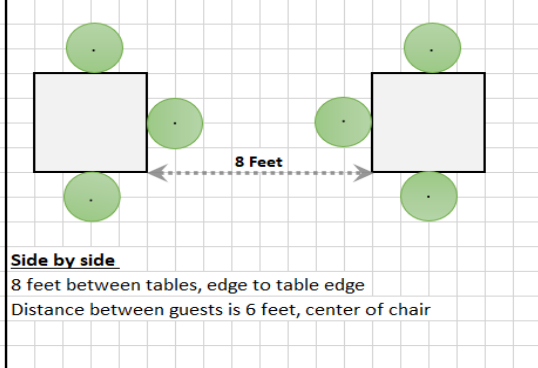 8 Feet
Side by side
8 feet between tables, edge to table edge
Distance between guests is 6 feet, center of chair